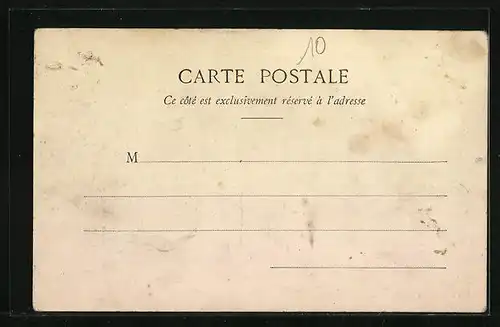 10
CARTE POSTALE
Ce côté est exclusivement réservé à l'adresse
M